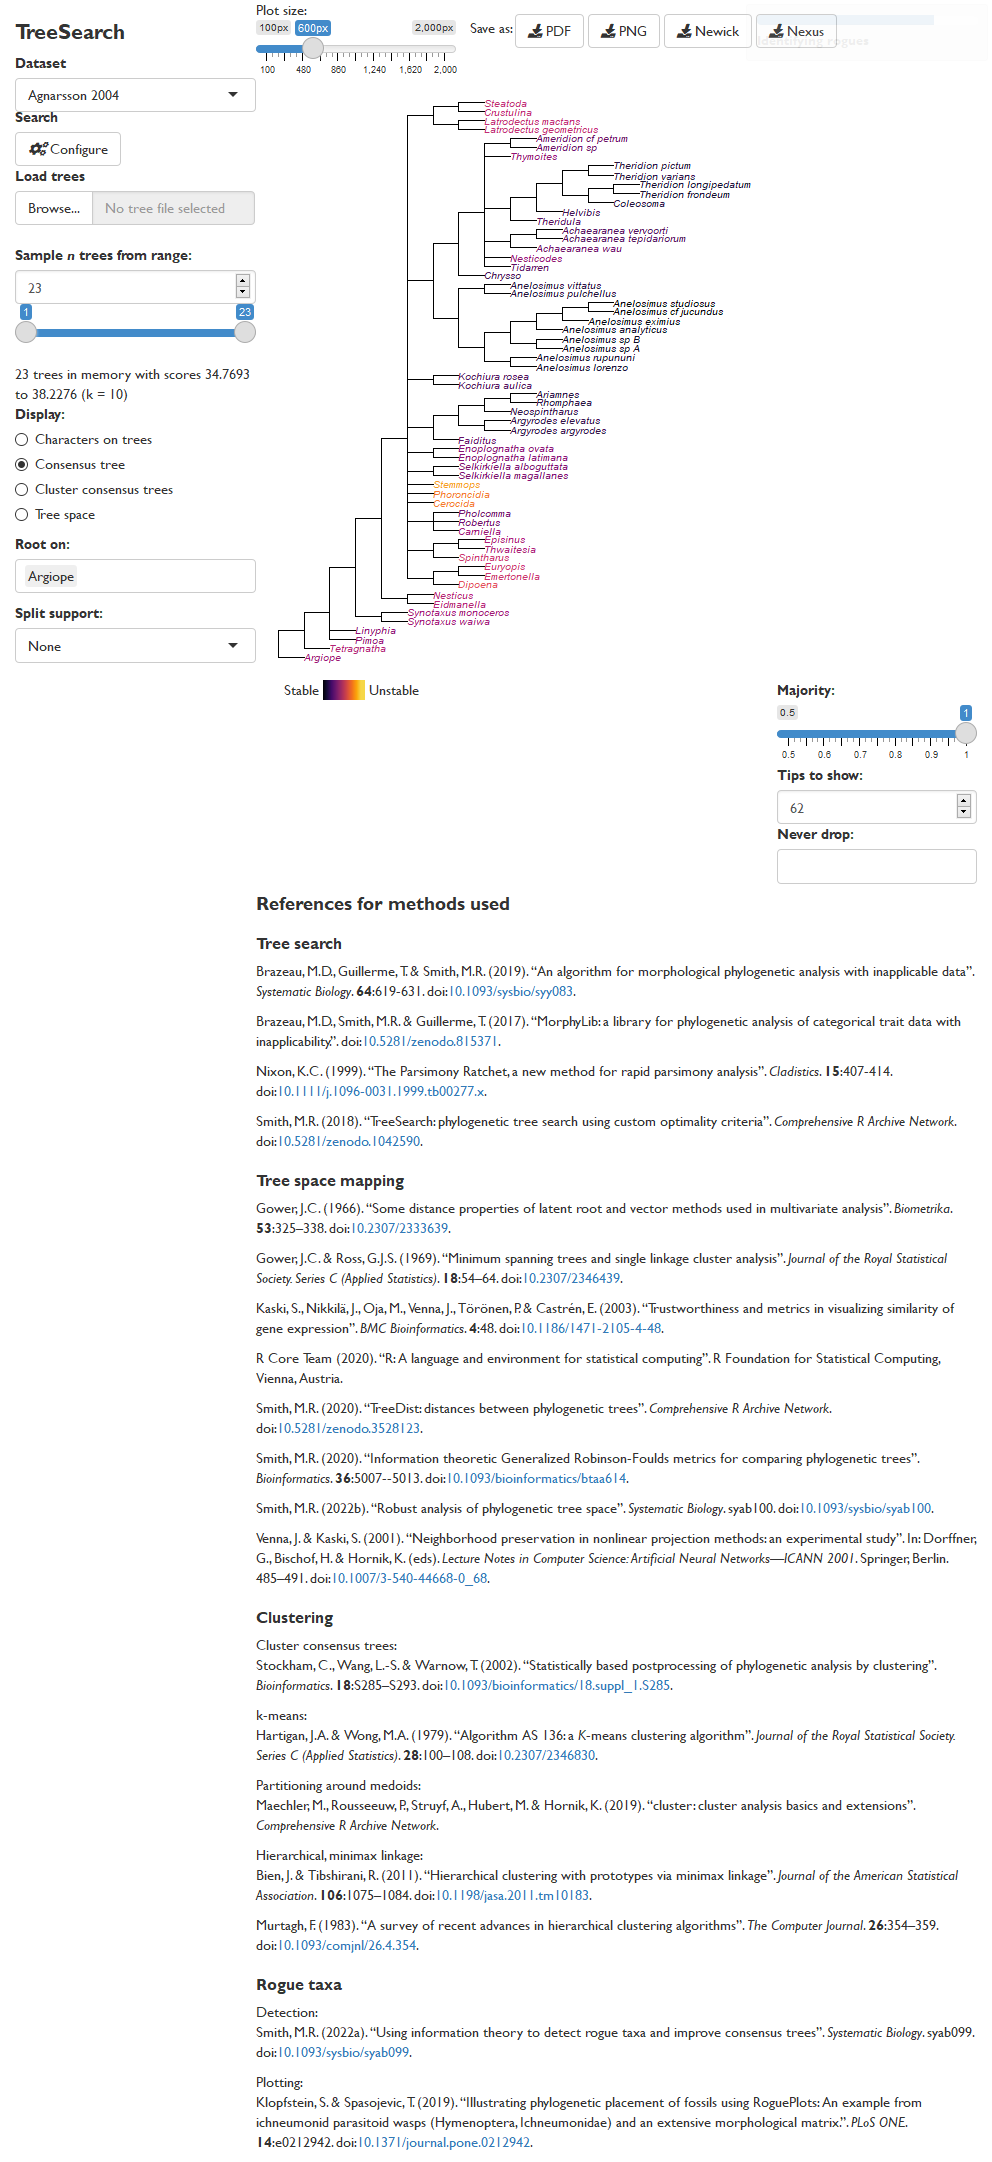 TreeSearch
Dataset
Agnarsson 2004
Search
Configure
Load trees
Browse... No tree file selected
Sample n trees from range:
23
1 23
23 trees in memory with scores 34.7693
to 38.2276 (k = 10)
Display:
Characters on trees
Consensus tree
Cluster consensus trees
Tree space
Root on:
Argiope
Split support:
None
Plot size:
100px 600px 2,000px
100 480 860 1,240 1,620 2,000
Save as: PDF PNG Newick Nexus
Identifying rogues
Steatoda
Crustulina
Latrodectus mactans
Latrodectus geometricus
Ameridion cf petrum
Ameridion sp
Thymoites
Theridion pictum
Theridion varians
Theridion longipedatum
Theridion frondeum
Coleosoma
Helvibis
Theridula
Achaearanea vervoorti
Achaearanea tepidariorum
Achaearanea wau
Nesticodes
Tidarren
Chrysso
Anelosimus vittatus
Anelosimus pulchellus
Anelosimus studiosus
Anelosimus cf jucundus
Anelosimus eximius
Anelosimus analyticus
Anelosimus sp B
Anelosimus sp A
Anelosimus rupununi
Anelosimus lorenzo
Kochiura rosea
Kochiura aulica
Ariamnes
Rhomphaea
Neospintharus
Argyrodes elevatus
Argyrodes argyrodes
Faiditus
Enoplognatha ovata
Enoplognatha latimana
Selkirkiella alboguttata
Selkirkiella magallanes
Stemmops
Phoroncidia
Cerocida
Pholcomma
Robertus
Carniella
Episinus
Thwaitesia
Spintharus
Euryopis
Emertonella
Dipoena
Nesticus
Eidmanella
Synotaxus monoceros
Synotaxus waiwa
Linyphia
Pimoa
Tetragnatha
Argiope
Stable Unstable
Majority:
0.5 1
0.5 0.6 0.7 0.8 0.9 1
Tips to show:
62
Never drop:
References for methods used
Tree search
Brazeau, M.D., Guillerme, T. & Smith, M.R. (2019). “An algorithm for morphological phylogenetic analysis with inapplicable data”.
Systematic Biology. 64:619-631. doi:10.1093/sysbio/syy083.
Brazeau, M.D., Smith, M.R. & Guillerme, T. (2017). “MorphyLib: a library for phylogenetic analysis of categorical trait data with
inapplicability.”. doi:10.5281/zenodo.815371.
Nixon, K.C. (1999). “The Parsimony Ratchet, a new method for rapid parsimony analysis”. Cladistics. 15:407-414.
doi:10.1111/j.1096-0031.1999.tb00277.x.
Smith, M.R. (2018). “TreeSearch: phylogenetic tree search using custom optimality criteria”. Comprehensive R Archive Network.
doi:10.5281/zenodo.1042590.
Tree space mapping
Gower, J.C. (1966). “Some distance properties of latent root and vector methods used in multivariate analysis”. Biometrika.
53:325–338. doi:10.2307/2333639.
Gower, J.C. & Ross, G.J.S. (1969). “Minimum spanning trees and single linkage cluster analysis”. Journal of the Royal Statistical
Society. Series C (Applied Statistics). 18:54–64. doi:10.2307/2346439.
Kaski, S., Nikkilä, J., Oja, M., Venna, J., Törönen, P. & Castrén, E. (2003). “Trustworthiness and metrics in visualizing similarity of
gene expression”. BMC Bioinformatics. 4:48. doi:10.1186/1471-2105-4-48.
R Core Team (2020). “R: A language and environment for statistical computing”. R Foundation for Statistical Computing,
Vienna, Austria.
Smith, M.R. (2020). “TreeDist: distances between phylogenetic trees”. Comprehensive R Archive Network.
doi:10.5281/zenodo.3528123.
Smith, M.R. (2020). “Information theoretic Generalized Robinson-Foulds metrics for comparing phylogenetic trees”.
Bioinformatics. 36:5007--5013. doi:10.1093/bioinformatics/btaa614.
Smith, M.R. (2022b). “Robust analysis of phylogenetic tree space”. Systematic Biology. syab100. doi:10.1093/sysbio/syab100.
Venna, J. & Kaski, S. (2001). “Neighborhood preservation in nonlinear projection methods: an experimental study”. In: Dorffner,
G., Bischof, H. & Hornik, K. (eds). Lecture Notes in Computer Science: Artificial Neural Networks—ICANN 2001. Springer, Berlin.
485–491. doi:10.1007/3-540-44668-0_68.
Clustering
Cluster consensus trees:
Stockham, C., Wang, L.-S. & Warnow, T. (2002). “Statistically based postprocessing of phylogenetic analysis by clustering”.
Bioinformatics. 18:S285–S293. doi:10.1093/bioinformatics/18.suppl_1.S285.
k-means:
Hartigan, J.A. & Wong, M.A. (1979). “Algorithm AS 136: a K-means clustering algorithm”. Journal of the Royal Statistical Society.
Series C (Applied Statistics). 28:100–108. doi:10.2307/2346830.
Partitioning around medoids:
Maechler, M., Rousseeuw, P., Struyf, A., Hubert, M. & Hornik, K. (2019). “cluster: cluster analysis basics and extensions”.
Comprehensive R Archive Network.
Hierarchical, minimax linkage:
Bien, J. & Tibshirani, R. (2011). “Hierarchical clustering with prototypes via minimax linkage”. Journal of the American Statistical
Association. 106:1075–1084. doi:10.1198/jasa.2011.tm10183.
Murtagh, F. (1983). “A survey of recent advances in hierarchical clustering algorithms”. The Computer Journal. 26:354–359.
doi:10.1093/comjnl/26.4.354.
Rogue taxa
Detection:
Smith, M.R. (2022a). “Using information theory to detect rogue taxa and improve consensus trees”. Systematic Biology. syab099.
doi:10.1093/sysbio/syab099.
Plotting:
Klopfstein, S. & Spasojevic, T. (2019). “Illustrating phylogenetic placement of fossils using RoguePlots: An example from
ichneumonid parasitoid wasps (Hymenoptera, Ichneumonidae) and an extensive morphological matrix.”. PLoS ONE.
14:e0212942. doi:10.1371/journal.pone.0212942.